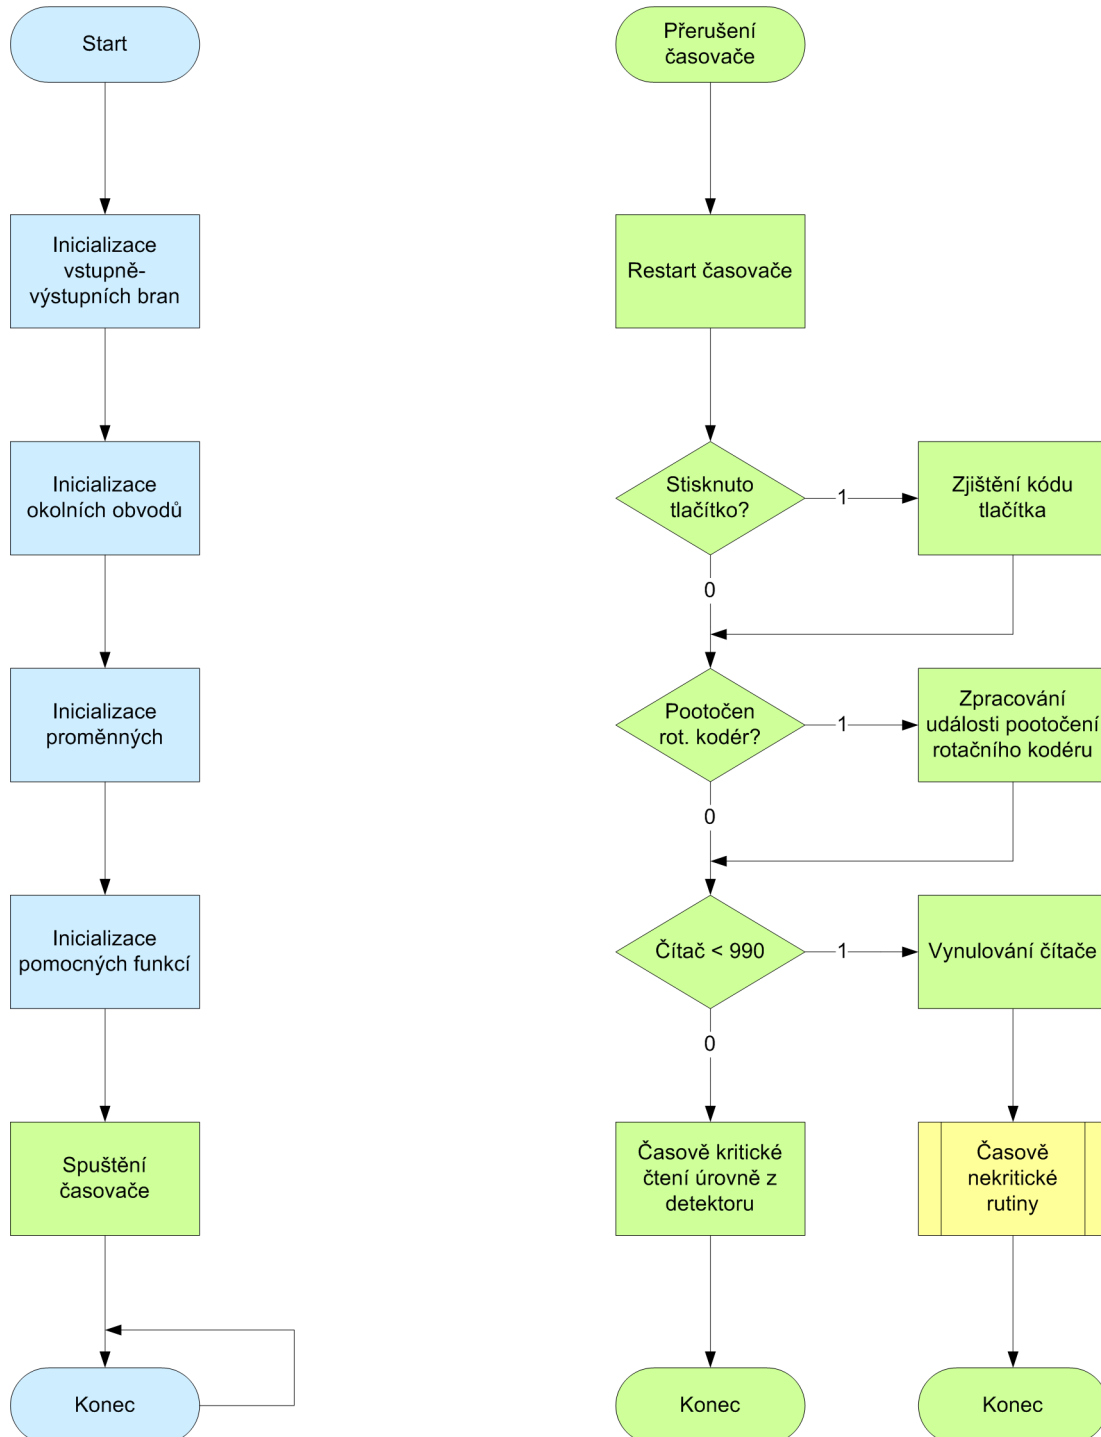 Start
Inicializace
vstupně-
výstupních bran
Inicializace
okolních obvodů
Inicializace
proměnných
Inicializace
pomocných funkcí
Spuštění
časovače
Konec
Přerušení
časovače
Restart časovače
Stisknuto
tlačítko?
1
Zjištění kódu
tlačítka
0
Pootočen
rot. kodér?
1
Zpracování
události pootočení
rotačního kodéru
0
Čítač < 990
1
Vynulování čítače
0
Časově kritické
čtení úrovně z
detektoru
Časově
nekritické
rutiny
Konec
Konec